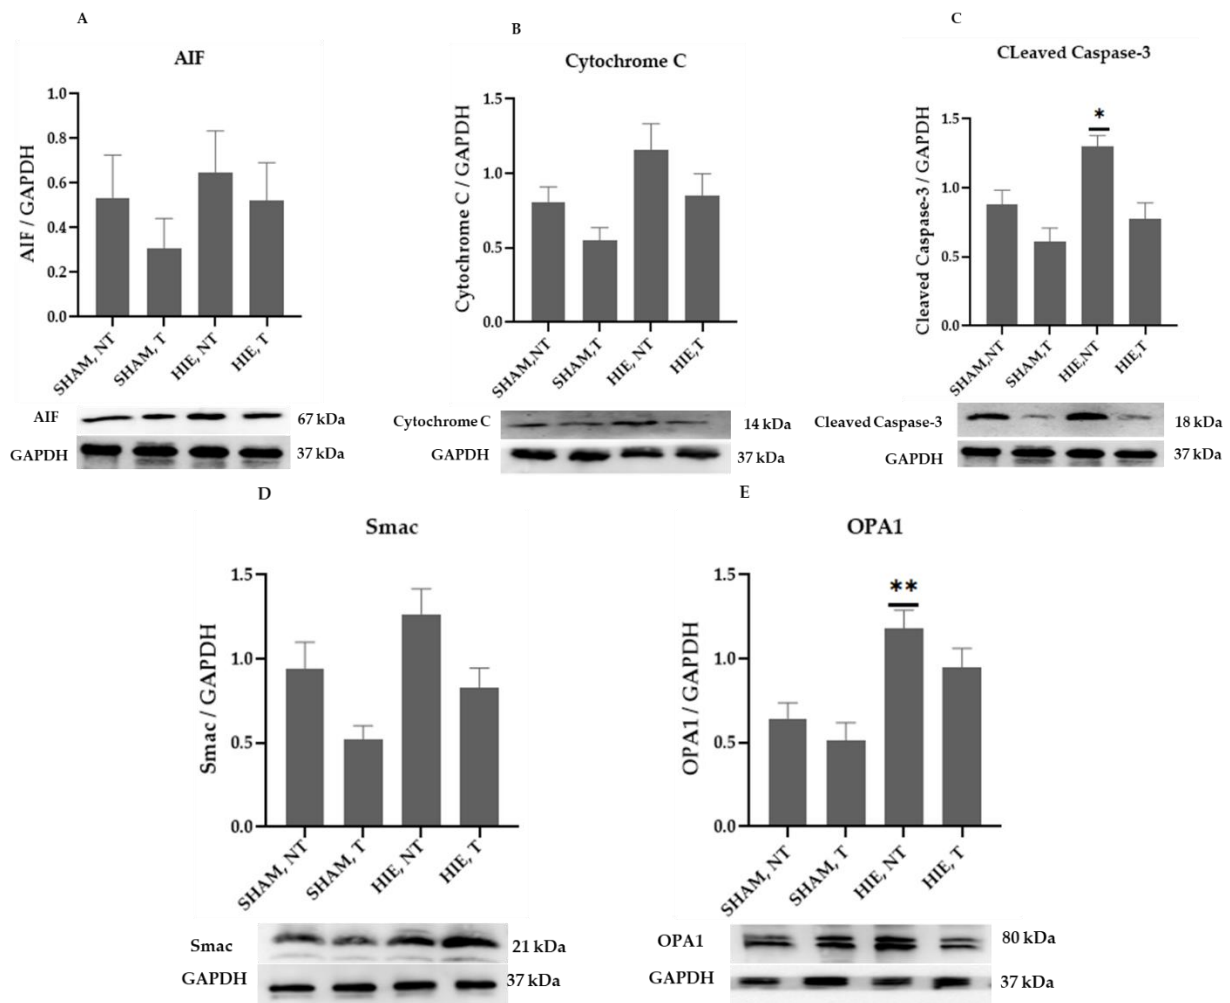 A
AIF
AIF / GAPDH
1.0
0.8
0.6
0.4
0.2
0.0
SHAM, NT
SHAM, T
HIE, NT
HIE, T
AIF
67 kDa
GAPDH
37 kDa
B
Cytochrome C
Cytochrome C / GAPDH
1.5
1.0
0.5
0.0
SHAM,NT
SHAM,T
HIE,NT
HIE,T
Cytochrome C
14 kDa
GAPDH
37 kDa
C
CLeaved Caspase-3
Cleaved Caspase-3 / GAPDH
1.5
1.0
0.5
0.0
*
SHAM,NT
SHAM,T
HIE,NT
HIE,T
Cleaved Caspase-3
18 kDa
GAPDH
37 kDa
D
Smac
Smac / GAPDH
1.5
1.0
0.5
0.0
SHAM, NT
SHAM, T
HIE, NT
HIE, T
Smac
21 kDa
GAPDH
37 kDa
E
OPA1
OPA1 / GAPDH
1.5
1.0
0.5
0.0
**
SHAM, NT
SHAM, T
HIE, NT
HIE, T
OPA1
80 kDa
GAPDH
37 kDa